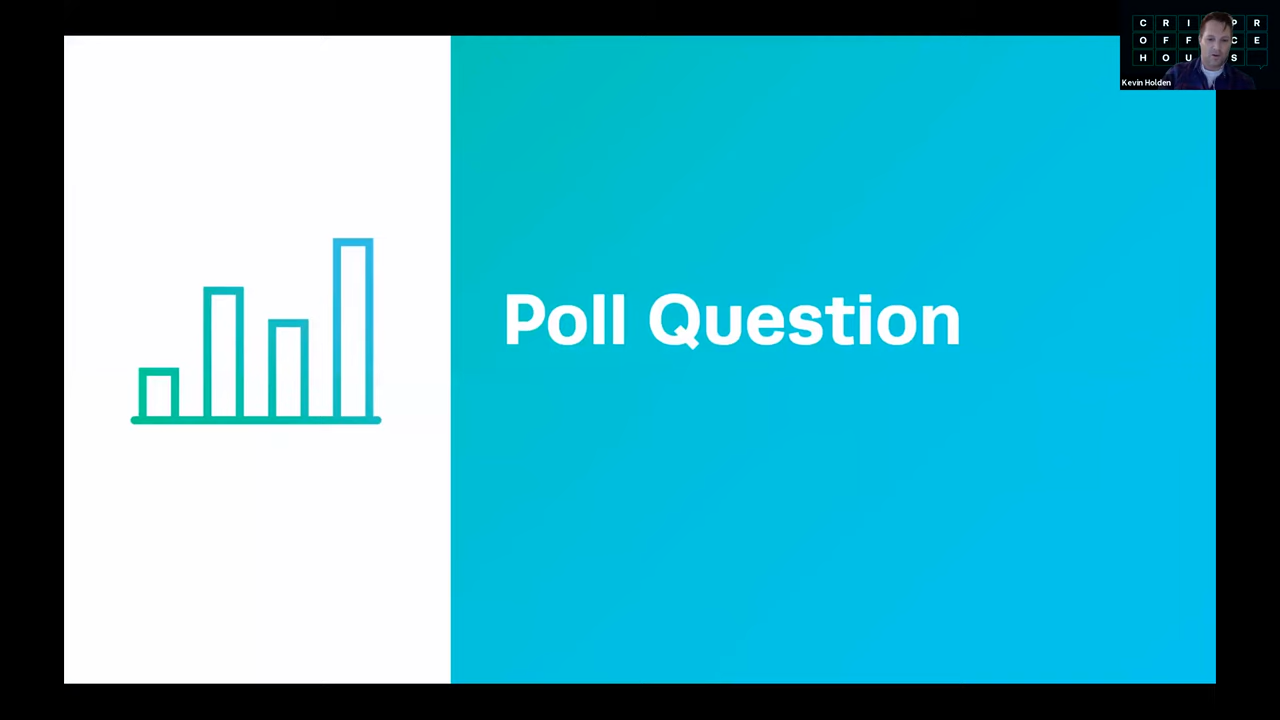 Poll Question
C R I P R
O F F C E
H O U S
Kevin Holden